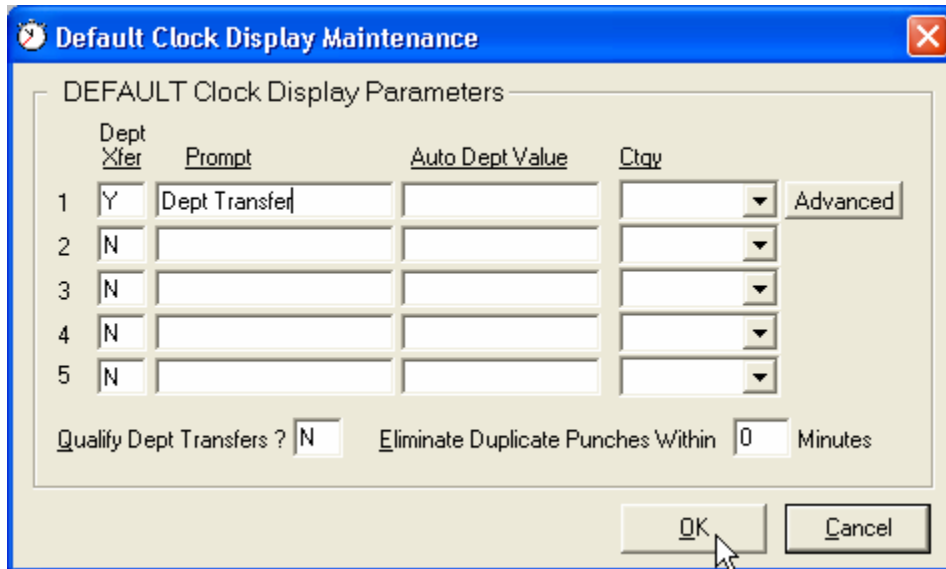 Default Clock Display Maintenance
DEFAULT Clock Display Parameters
Dept
Xfer Prompt Auto Dept Value Ctgy
1 Y Dept Transfer Advanced
2 N
3 N
4 N
5 N
Qualify Dept Transfers ? N Eliminate Duplicate Punches Within 0 Minutes
OK Cancel